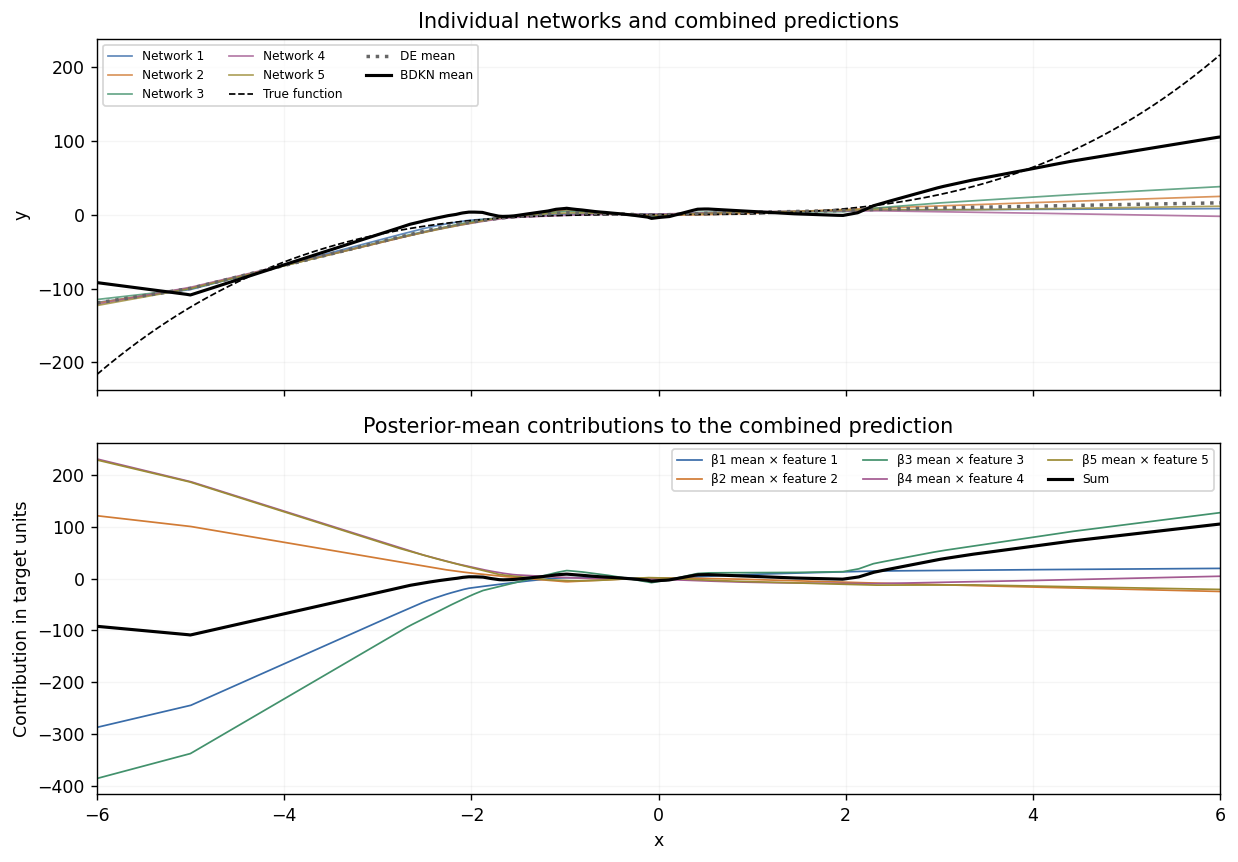 Individual networks and combined predictions
Network 1
Network 2
Network 3
Network 4
Network 5
True function
DE mean
BDKN mean
y
200
100
0
−100
−200
Posterior-mean contributions to the combined prediction
β1 mean × feature 1
β2 mean × feature 2
β3 mean × feature 3
β4 mean × feature 4
β5 mean × feature 5
Sum
Contribution in target units
200
100
0
−100
−200
−300
−400
−6
−4
−2
0
2
4
6
x